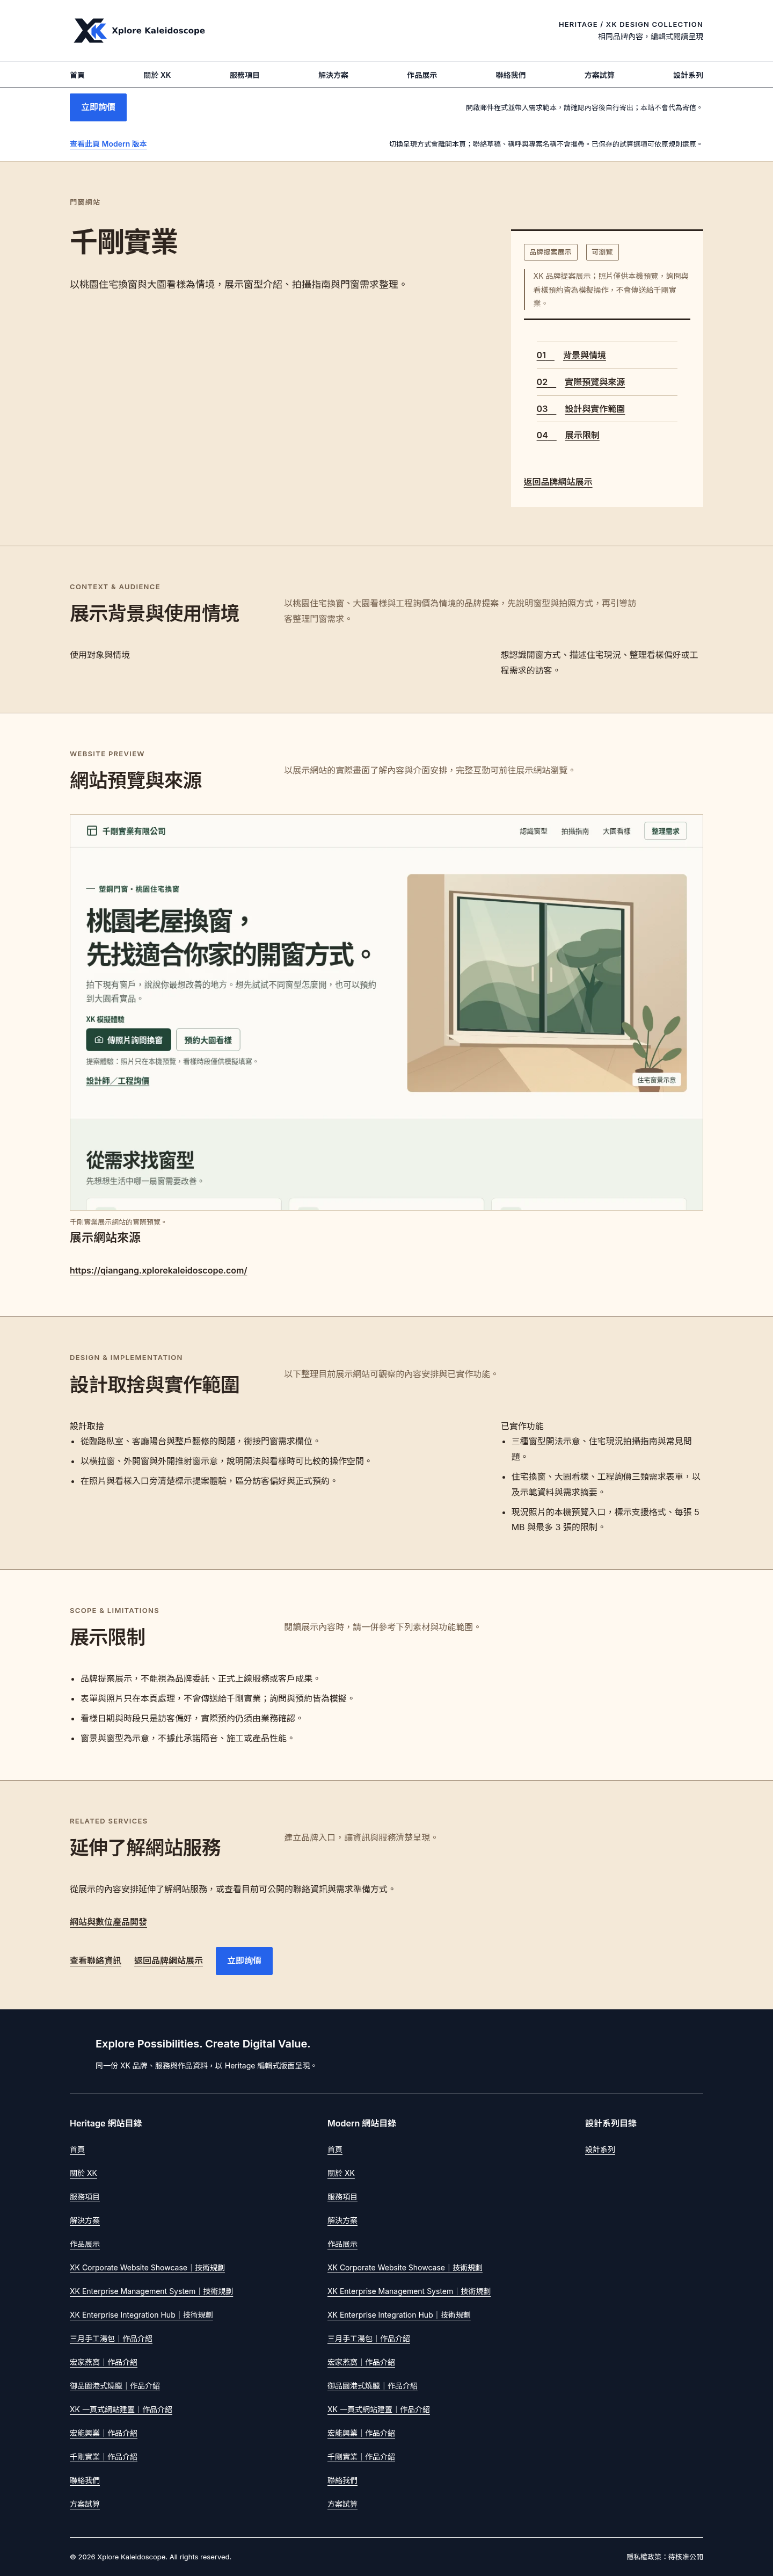 Xplore Kaleidoscope
HERITAGE / XK DESIGN COLLECTION
相同品牌內容，編輯式閱讀呈現
首頁
關於 XK
服務項目
解決方案
作品展示
聯絡我們
方案試算
設計系列
立即詢價
開啟郵件程式並帶入需求範本，請確認內容後自行寄出；本站不會代為寄信。
查看此頁 Modern 版本
切換呈現方式會離開本頁；聯絡草稿、稱呼與專案名稱不會攜帶。已保存的試算選項可依原規則還原。
門窗網站
千剛實業
以桃園住宅換窗與大園看樣為情境，展示窗型介紹、拍攝指南與門窗需求整理。
品牌提案展示
可瀏覽
XK 品牌提案展示；照片僅供本機預覽，詢問與
看樣預約皆為模擬操作，不會傳送給千剛實
業。
01 背景與情境
02 實際預覽與來源
03 設計與實作範圍
04 展示限制
返回品牌網站展示
CONTEXT & AUDIENCE
展示背景與使用情境
以桃園住宅換窗、大園看樣與工程詢價為情境的品牌提案，先說明窗型與拍照方式，再引導訪
客整理門窗需求。
使用對象與情境
想認識開窗方式、描述住宅現況、整理看樣偏好或工
程需求的訪客。
WEBSITE PREVIEW
網站預覽與來源
以展示網站的實際畫面了解內容與介面安排，完整互動可前往展示網站瀏覽。
千剛實業有限公司
認識窗型
拍攝指南
大園看樣
整理需求
塑鋼門窗・桃園住宅換窗
桃園老屋換窗，
先找適合你家的開窗方式。
拍下現有窗戶，說說你最想改善的地方。想先試試不同窗型怎麼開，也可以預約
到大園看實品。
XK 模擬體驗
傳照片詢問換窗
預約大園看樣
提案體驗：照片只在本機預覽，看樣時段僅供模擬填寫。
設計師／工程詢價
住宅窗景示意
從需求找窗型
先想想生活中哪一扇窗需要改善。
千剛實業展示網站的實際預覽。
展示網站來源
https://qiangang.xplorekaleidoscope.com/
DESIGN & IMPLEMENTATION
設計取捨與實作範圍
以下整理目前展示網站可觀察的內容安排與已實作功能。
設計取捨
從臨路臥室、客廳陽台與整戶翻修的問題，銜接門窗需求欄位。
以橫拉窗、外開窗與外開推射窗示意，說明開法與看樣時可比較的操作空間。
在照片與看樣入口旁清楚標示提案體驗，區分訪客偏好與正式預約。
已實作功能
三種窗型開法示意、住宅現況拍攝指南與常見問
題。
住宅換窗、大園看樣、工程詢價三類需求表單，以
及示範資料與需求摘要。
現況照片的本機預覽入口，標示支援格式、每張 5
MB 與最多 3 張的限制。
SCOPE & LIMITATIONS
展示限制
閱讀展示內容時，請一併參考下列素材與功能範圍。
品牌提案展示，不能視為品牌委託、正式上線服務或客戶成果。
表單與照片只在本頁處理，不會傳送給千剛實業；詢問與預約皆為模擬。
看樣日期與時段只是訪客偏好，實際預約仍須由業務確認。
窗景與窗型為示意，不據此承諾隔音、施工或產品性能。
RELATED SERVICES
延伸了解網站服務
建立品牌入口，讓資訊與服務清楚呈現。
從展示的內容安排延伸了解網站服務，或查看目前可公開的聯絡資訊與需求準備方式。
網站與數位產品開發
查看聯絡資訊
返回品牌網站展示
立即詢價
Explore Possibilities. Create Digital Value.
同一份 XK 品牌、服務與作品資料，以 Heritage 編輯式版面呈現。
Heritage 網站目錄
首頁
關於 XK
服務項目
解決方案
作品展示
XK Corporate Website Showcase｜技術規劃
XK Enterprise Management System｜技術規劃
XK Enterprise Integration Hub｜技術規劃
三月手工湯包｜作品介紹
宏家燕窩｜作品介紹
御品園港式燒臘｜作品介紹
XK 一頁式網站建置｜作品介紹
宏能興業｜作品介紹
千剛實業｜作品介紹
聯絡我們
方案試算
Modern 網站目錄
首頁
關於 XK
服務項目
解決方案
作品展示
XK Corporate Website Showcase｜技術規劃
XK Enterprise Management System｜技術規劃
XK Enterprise Integration Hub｜技術規劃
三月手工湯包｜作品介紹
宏家燕窩｜作品介紹
御品園港式燒臘｜作品介紹
XK 一頁式網站建置｜作品介紹
宏能興業｜作品介紹
千剛實業｜作品介紹
聯絡我們
方案試算
設計系列目錄
設計系列
© 2026 Xplore Kaleidoscope. All rights reserved.
隱私權政策：待核准公開